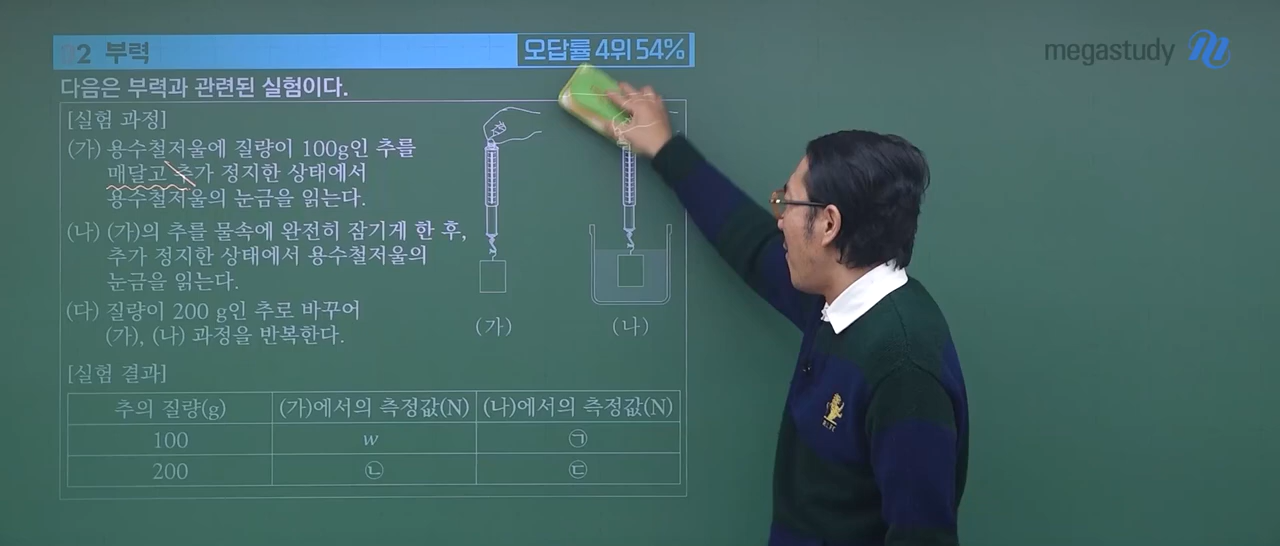 02 부력
오답률 4위 54%
megastudy
다음은 부력과 관련된 실험이다.
[실험 과정]
(가) 용수철저울에 질량이 100g인 추를
매달고 추가 정지한 상태에서
용수철저울의 눈금을 읽는다.
(나) (가)의 추를 물속에 완전히 잠기게 한 후,
추가 정지한 상태에서 용수철저울의
눈금을 읽는다.
(다) 질량이 200 g인 추로 바꾸어
(가), (나) 과정을 반복한다.
(가) (나)
[실험 결과]
추의 질량(g) (가)에서의 측정값(N) (나)에서의 측정값(N)
100 w ㉠
200 ㉡ ㉢